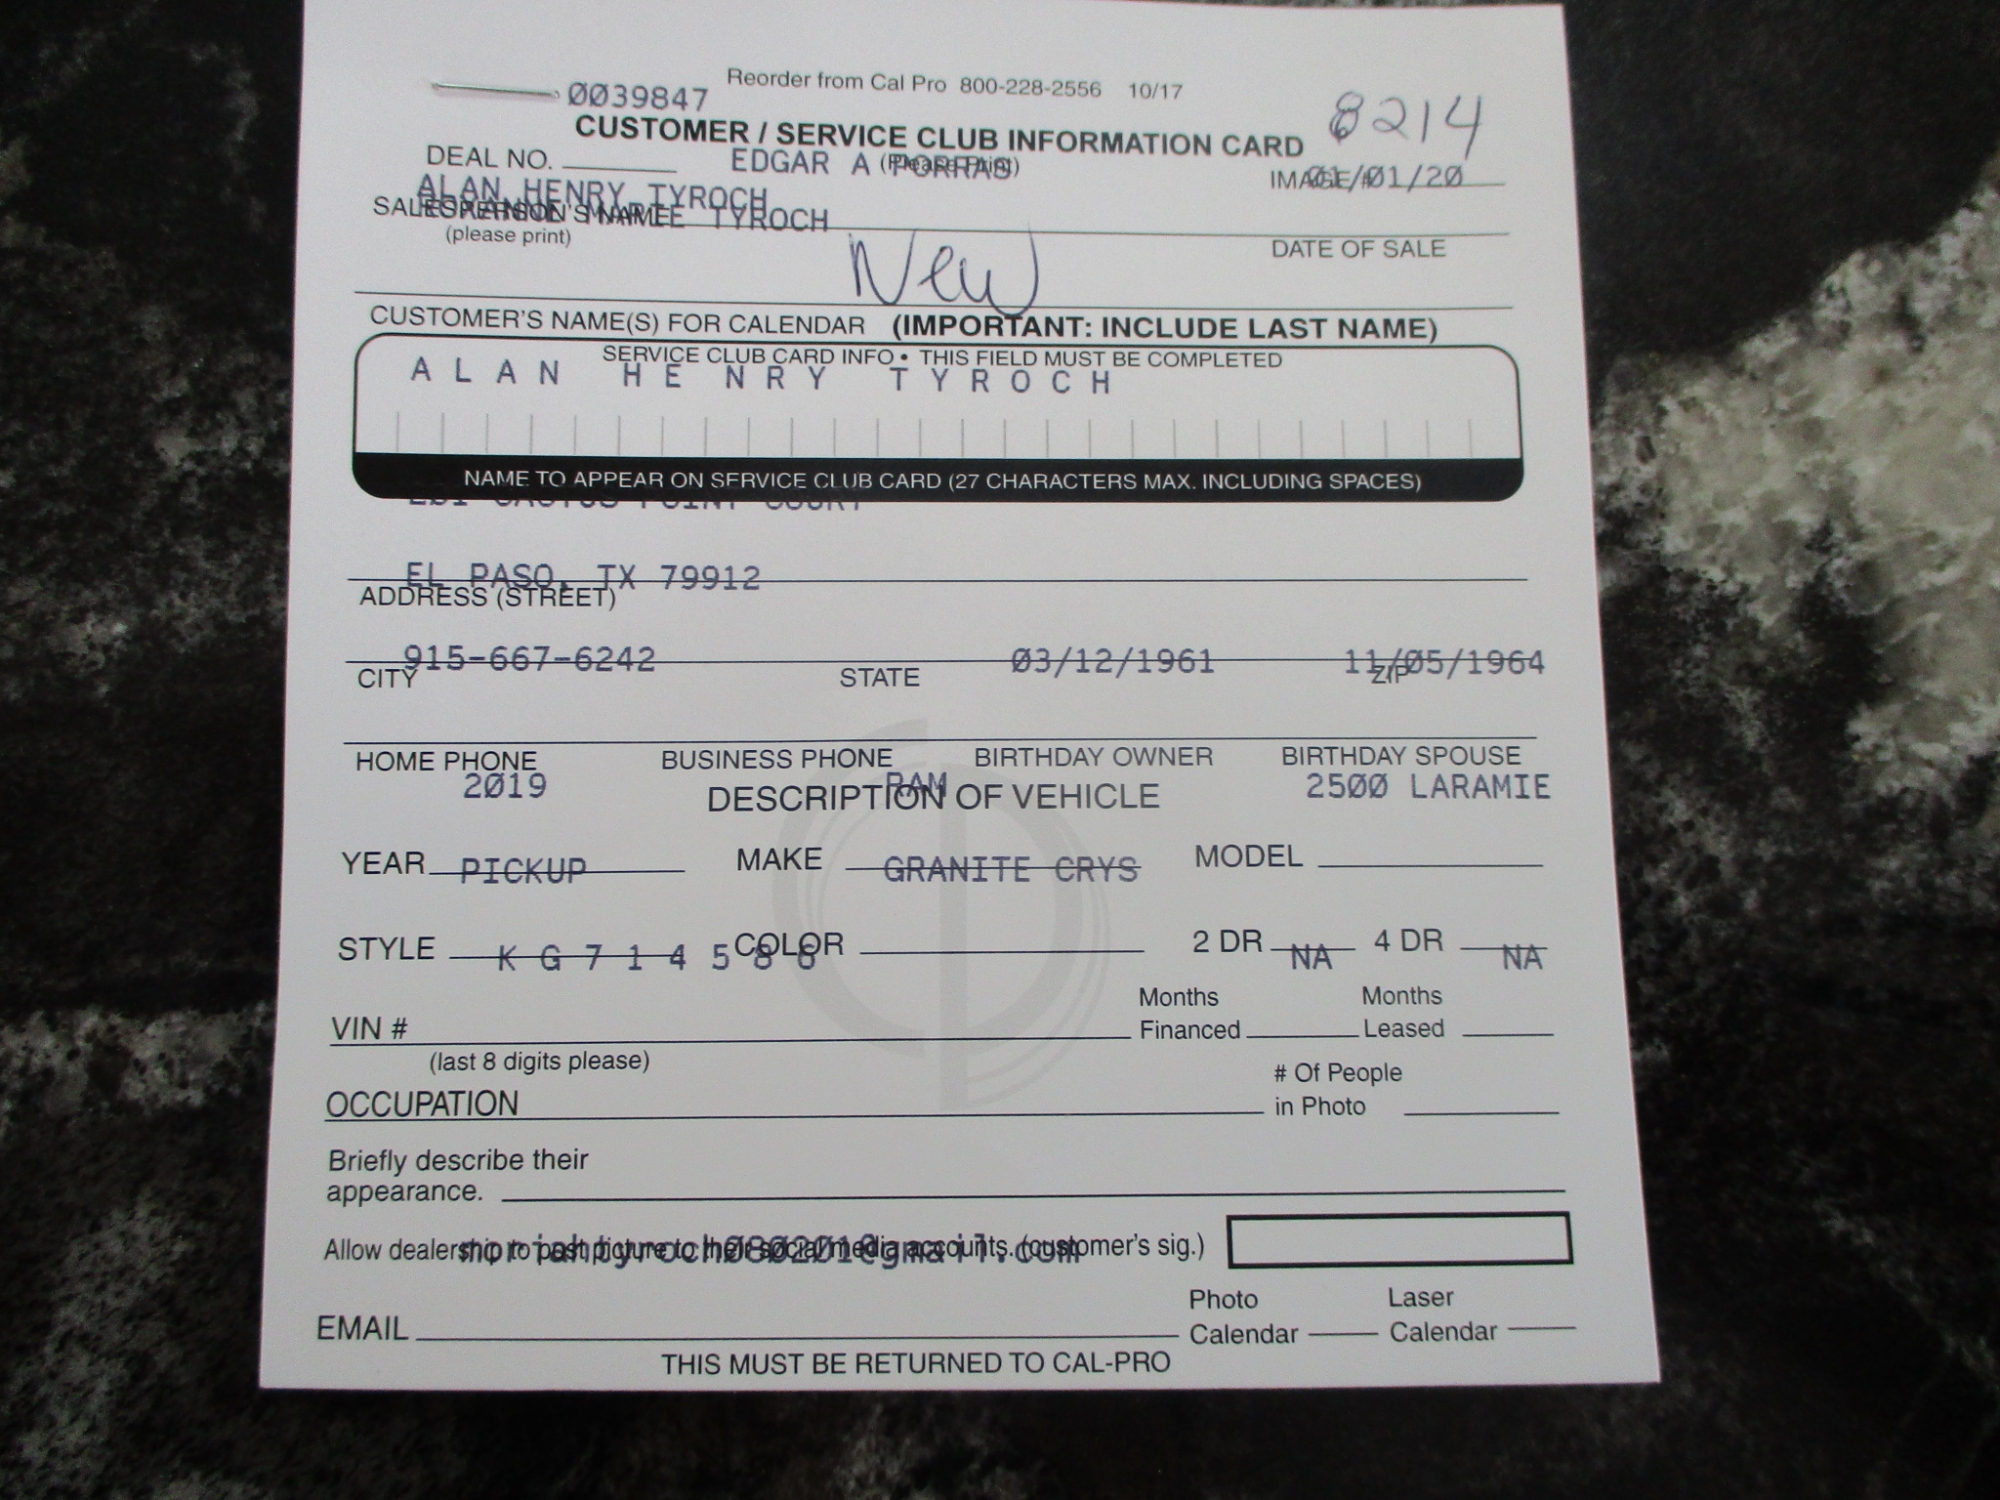 Reorder from Cal Pro 800-228-2556 10/17
0039847
8214
CUSTOMER / SERVICE CLUB INFORMATION CARD
DEAL NO. EDGAR A PORRAS (Please Print)
IMAGE # 01/01/20
ALAN HENRY TYROCH
SALESPERSON'S NAME TYROCH
(please print)
DATE OF SALE
New
CUSTOMER'S NAME(S) FOR CALENDAR (IMPORTANT: INCLUDE LAST NAME)
SERVICE CLUB CARD INFO • THIS FIELD MUST BE COMPLETED
ALAN HENRY TYROCH
NAME TO APPEAR ON SERVICE CLUB CARD (27 CHARACTERS MAX. INCLUDING SPACES)
CACTUS POINT COURT
EL PASO, TX 79912
ADDRESS (STREET)
915-667-6242 03/12/1961 11/05/1964
CITY STATE ZIP
HOME PHONE BUSINESS PHONE BIRTHDAY OWNER BIRTHDAY SPOUSE
2019 RAM 2500 LARAMIE
DESCRIPTION OF VEHICLE
YEAR MAKE MODEL
PICKUP GRANITE CRYS
STYLE COLOR 2 DR 4 DR
KG714588 NA NA
VIN # Months Financed Months Leased
(last 8 digits please)
OCCUPATION # Of People in Photo
Briefly describe their
appearance.
Allow dealership to post picture to their social media accounts. (customer's sig.)
EMAIL Photo Calendar Laser Calendar
THIS MUST BE RETURNED TO CAL-PRO